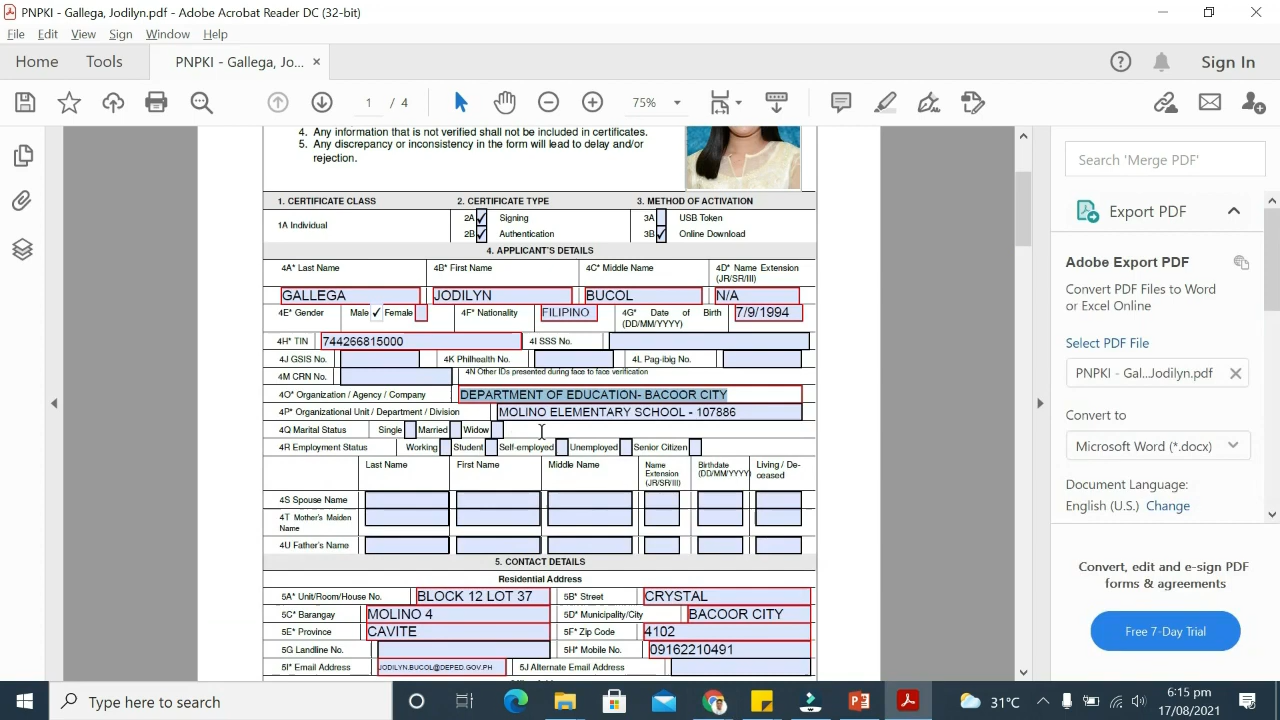 PNPKI - Gallega, Jodilyn.pdf - Adobe Acrobat Reader DC (32-bit)
File Edit View Sign Window Help
Home Tools PNPKI - Gallega, Jo... × Sign In
1 / 4 75%
4. Any information that is not verified shall not be included in certificates.
5. Any discrepancy or inconsistency in the form will lead to delay and/or
rejection.
1. CERTIFICATE CLASS 2. CERTIFICATE TYPE 3. METHOD OF ACTIVATION
1A Individual
2A ✓ Signing 3A USB Token
2B ✓ Authentication 3B ✓ Online Download
4. APPLICANT'S DETAILS
4A* Last Name 4B* First Name 4C* Middle Name 4D* Name Extension
(JR/SR/III)
GALLEGA JODILYN BUCOL N/A
4E* Gender Male ✓ Female 4F* Nationality FILIPINO 4G* Date of Birth
(DD/MM/YYYY) 7/9/1994
4H* TIN 744266815000 4I SSS No.
4J GSIS No. 4K Philhealth No. 4L Pag-ibig No.
4M CRN No. 4N Other IDs presented during face to face verification
4O* Organization / Agency / Company DEPARTMENT OF EDUCATION- BACOOR CITY
4P* Organizational Unit / Department / Division MOLINO ELEMENTARY SCHOOL - 107886
4Q Marital Status Single Married Widow
4R Employment Status Working Student Self-employed Unemployed Senior Citizen
Last Name First Name Middle Name Name
Extension
(JR/SR/III) Birthdate
(DD/MM/YYYY) Living / De-
ceased
4S Spouse Name
4T Mother's Maiden
Name
4U Father's Name
5. CONTACT DETAILS
Residential Address
5A* Unit/Room/House No. BLOCK 12 LOT 37 5B* Street CRYSTAL
5C* Barangay MOLINO 4 5D* Municipality/City BACOOR CITY
5E* Province CAVITE 5F* Zip Code 4102
5G Landline No. 5H* Mobile No. 09162210491
5I* Email Address JODILYN.BUCOL@DEPED.GOV.PH 5J Alternate Email Address
Search 'Merge PDF'
Export PDF
Adobe Export PDF
Convert PDF Files to Word
or Excel Online
Select PDF File
PNPKI - Gal...Jodilyn.pdf
Convert to
Microsoft Word (*.docx)
Document Language:
English (U.S.) Change
Convert, edit and e-sign PDF
forms & agreements
Free 7-Day Trial
Type here to search
31°C
6:15 pm
17/08/2021